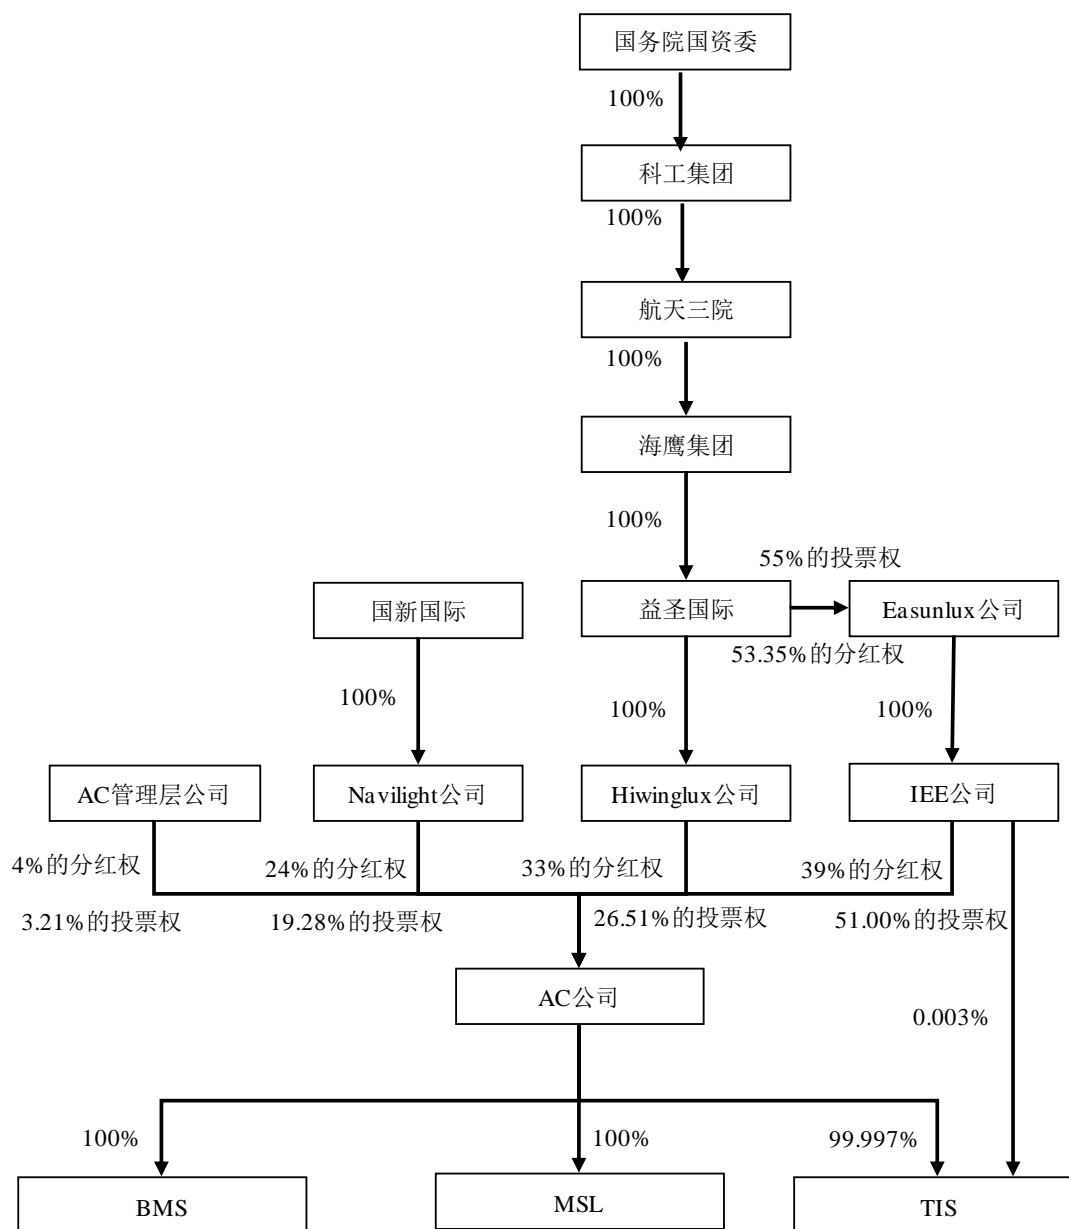 国务院国资委
100%
科工集团
100%
航天三院
100%
海鹰集团
100%
55%的投票权
国新国际
益圣国际
Easunlux公司
53.35%的分红权
100%
100%
100%
AC管理层公司
Navilight公司
Hiwinglux公司
IEE公司
4%的分红权
24%的分红权
33%的分红权
39%的分红权
3.21%的投票权
19.28%的投票权
26.51%的投票权
51.00%的投票权
AC公司
0.003%
100%
100%
99.997%
BMS
MSL
TIS